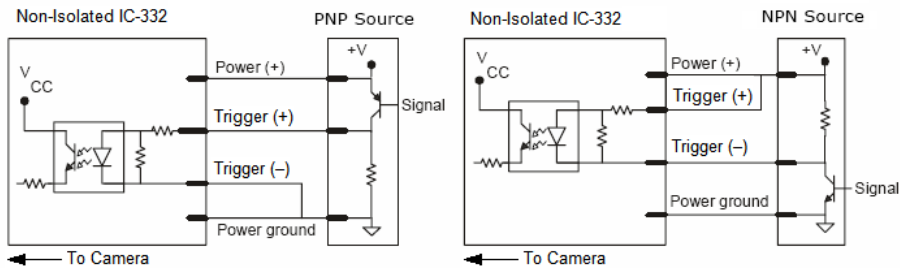 Non-Isolated IC-332
PNP Source
V
CC
Power (+)
+V
Signal
Trigger (+)
Trigger (–)
Power ground
To Camera
Non-Isolated IC-332
NPN Source
V
CC
Power (+)
+V
Trigger (+)
Trigger (–)
Signal
Power ground
To Camera